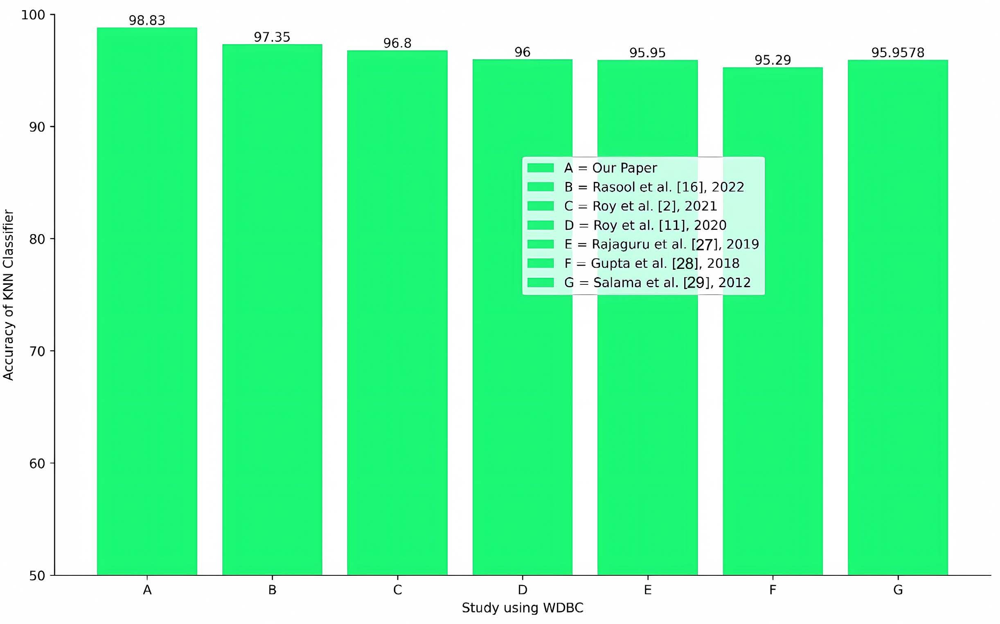 100
90
80
70
60
50
Accuracy of KNN Classifier
98.83
97.35
96.8
96
95.95
95.29
95.9578
A = Our Paper
B = Rasool et al. [16], 2022
C = Roy et al. [2], 2021
D = Roy et al. [11], 2020
E = Rajaguru et al. [27], 2019
F = Gupta et al. [28], 2018
G = Salama et al. [29], 2012
A B C D E F G
Study using WDBC